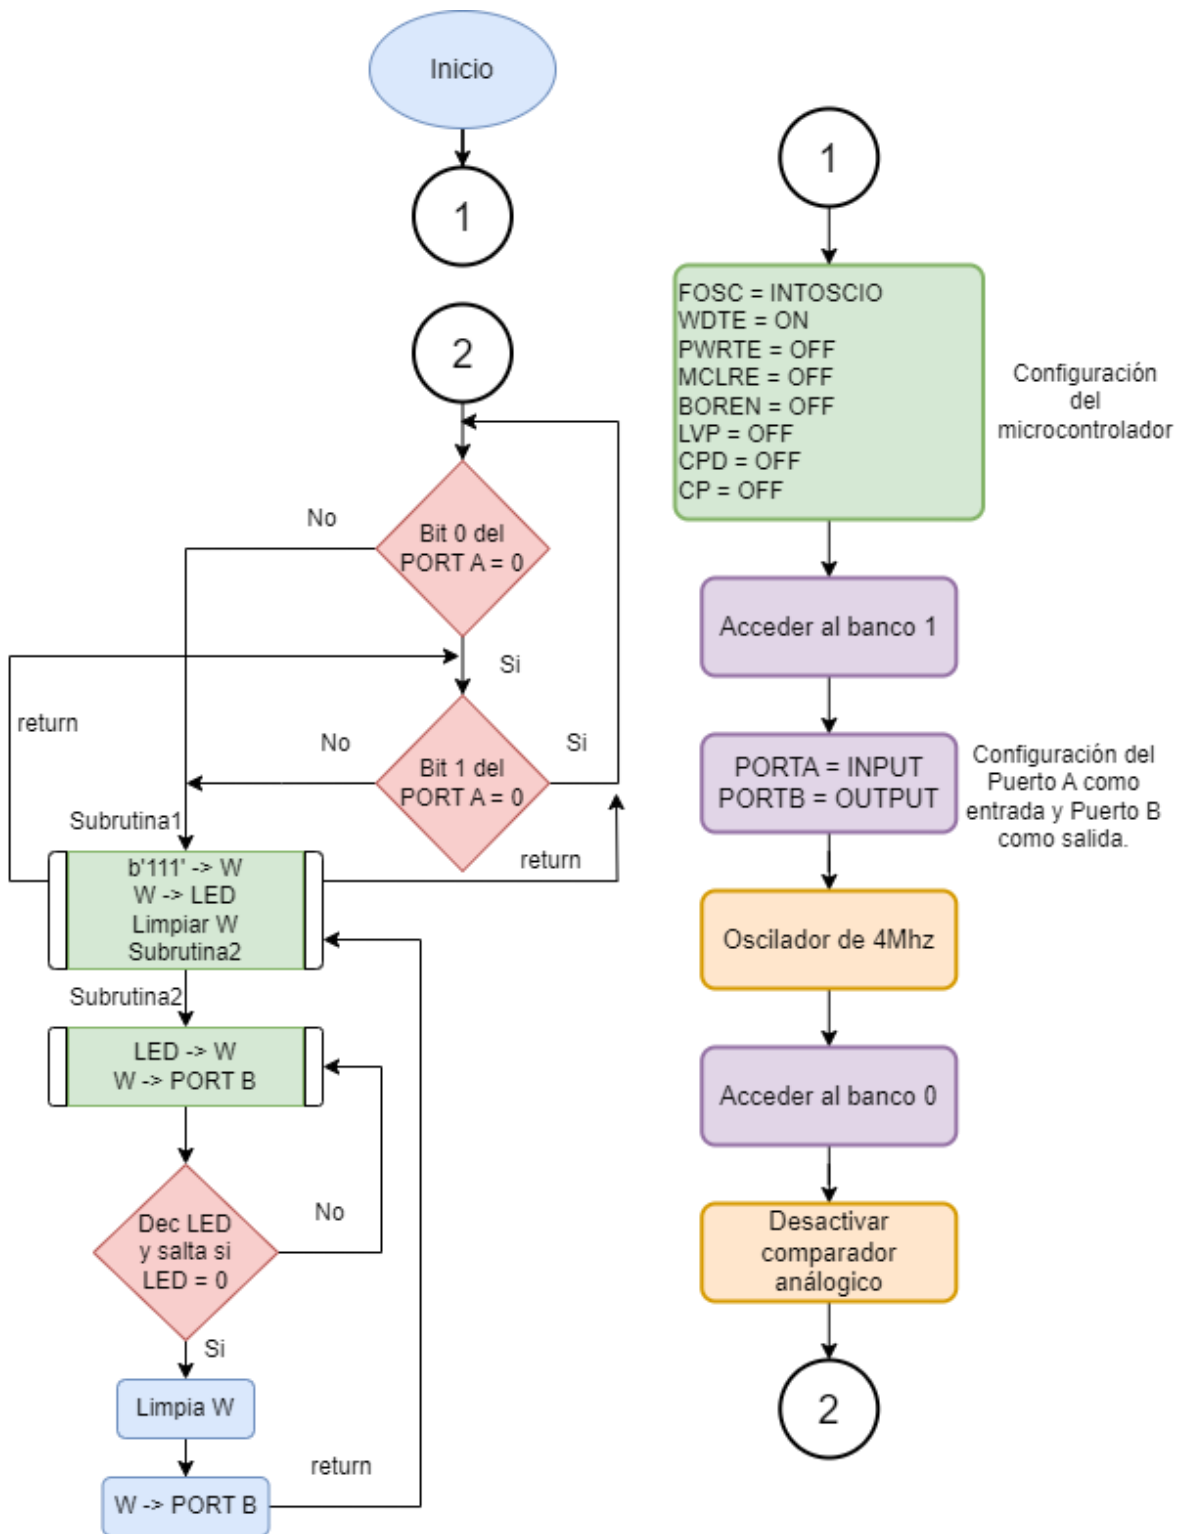 Inicio
1
2
No
Bit 0 del
PORT A = 0
Si
return
No
Bit 1 del
PORT A = 0
Si
Subrutina1
return
b'111' -> W
W -> LED
Limpiar W
Subrutina2
Subrutina2
LED -> W
W -> PORT B
Dec LED
y salta si
LED = 0
No
Si
Limpia W
return
W -> PORT B
1
FOSC = INTOSCIO
WDTE = ON
PWRTE = OFF
MCLRE = OFF
BOREN = OFF
LVP = OFF
CPD = OFF
CP = OFF
Configuración
del
microcontrolador
Acceder al banco 1
PORTA = INPUT
PORTB = OUTPUT
Configuración del
Puerto A como
entrada y Puerto B
como salida.
Oscilador de 4Mhz
Acceder al banco 0
Desactivar
comparador
análogico
2